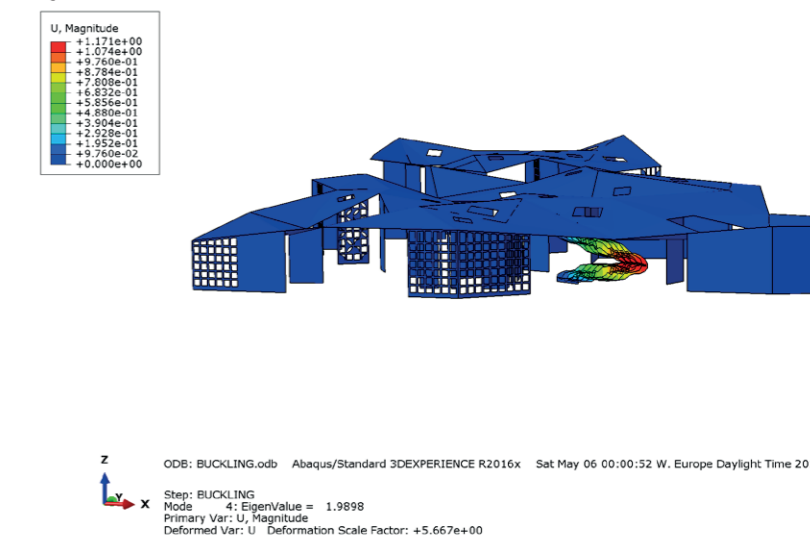 U, Magnitude
+1.171e+00
+1.074e+00
+9.760e-01
+8.784e-01
+7.808e-01
+6.832e-01
+5.856e-01
+4.880e-01
+3.904e-01
+2.928e-01
+1.952e-01
+9.760e-02
+0.000e+00
Z
Y
X
ODB: BUCKLING.odb Abaqus/Standard 3DEXPERIENCE R2016x Sat May 06 00:00:52 W. Europe Daylight Time 20
Step: BUCKLING
Mode 4: EigenValue = 1.9898
Primary Var: U, Magnitude
Deformed Var: U Deformation Scale Factor: +5.667e+00